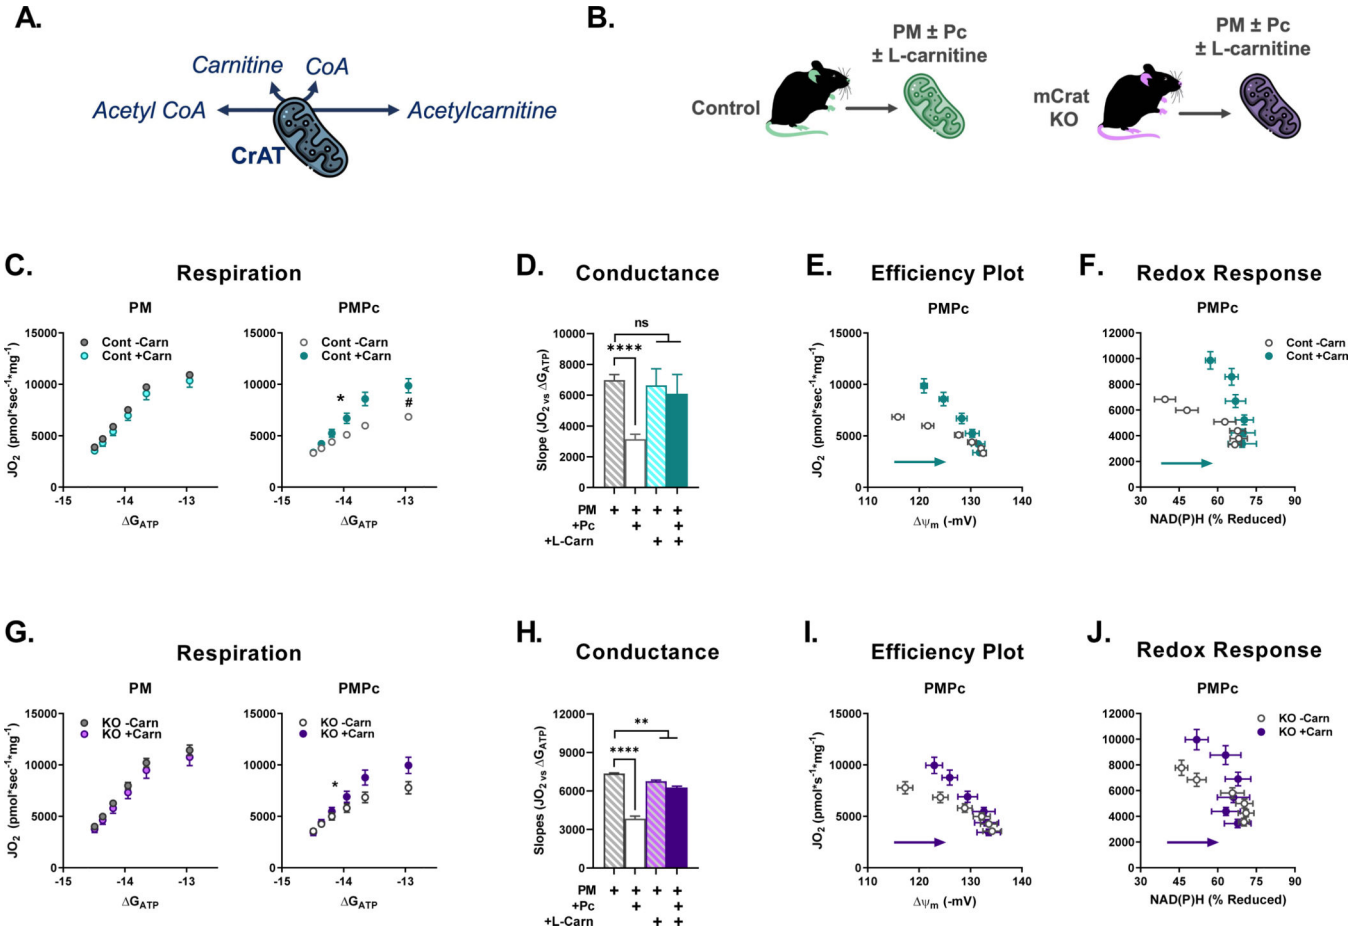 A.
Carnitine CoA
Acetyl CoA Acetylcarnitine
CrAT
B.
PM ± Pc
± L-carnitine
Control
PM ± Pc
± L-carnitine
mCrat
KO
C. Respiration
PM
Cont -Carn
Cont +Carn
15000
10000
5000
0
JO2 (pmol*sec-1*mg-1)
-15 -14 -13
ΔGATP
PMPc
Cont -Carn
Cont +Carn
15000
10000
5000
0
*
#
-15 -14 -13
ΔGATP
D. Conductance
10000
8000
6000
4000
2000
0
Slope (JO2 vs ΔGATP)
ns
****
PM + + + +
+Pc + +
+L-Carn + +
E. Efficiency Plot
PMPc
15000
10000
5000
0
JO2 (pmol*sec-1*mg-1)
110 120 130 140
Δψm (-mV)
F. Redox Response
PMPc
Cont -Carn
Cont +Carn
12000
10000
8000
6000
4000
2000
0
30 45 60 75 90
NAD(P)H (% Reduced)
G. Respiration
PM
KO -Carn
KO +Carn
15000
10000
5000
0
JO2 (pmol*sec-1*mg-1)
-15 -14 -13
ΔGATP
PMPc
KO -Carn
KO +Carn
15000
10000
5000
0
*
-15 -14 -13
ΔGATP
H. Conductance
12000
9000
6000
3000
0
Slopes (JO2 vs ΔGATP)
**
****
PM + + + +
+Pc + +
+L-Carn + +
I. Efficiency Plot
PMPc
15000
10000
5000
0
JO2 (pmol*s-1*mg-1)
110 120 130 140
Δψm (-mV)
J. Redox Response
PMPc
KO -Carn
KO +Carn
12000
10000
8000
6000
4000
2000
0
30 45 60 75 90
NAD(P)H (% Reduced)